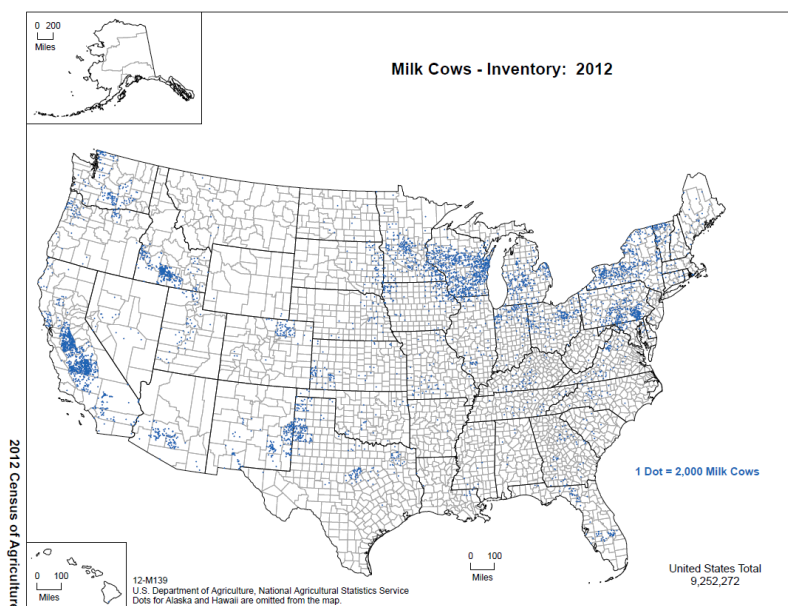 0 200
Miles
Milk Cows - Inventory: 2012
1 Dot = 2,000 Milk Cows
2012 Census of Agriculture
0 100
Miles
12-M139
U.S. Department of Agriculture, National Agricultural Statistics Service
Dots for Alaska and Hawaii are omitted from the map.
0 100
Miles
United States Total
9,252,272